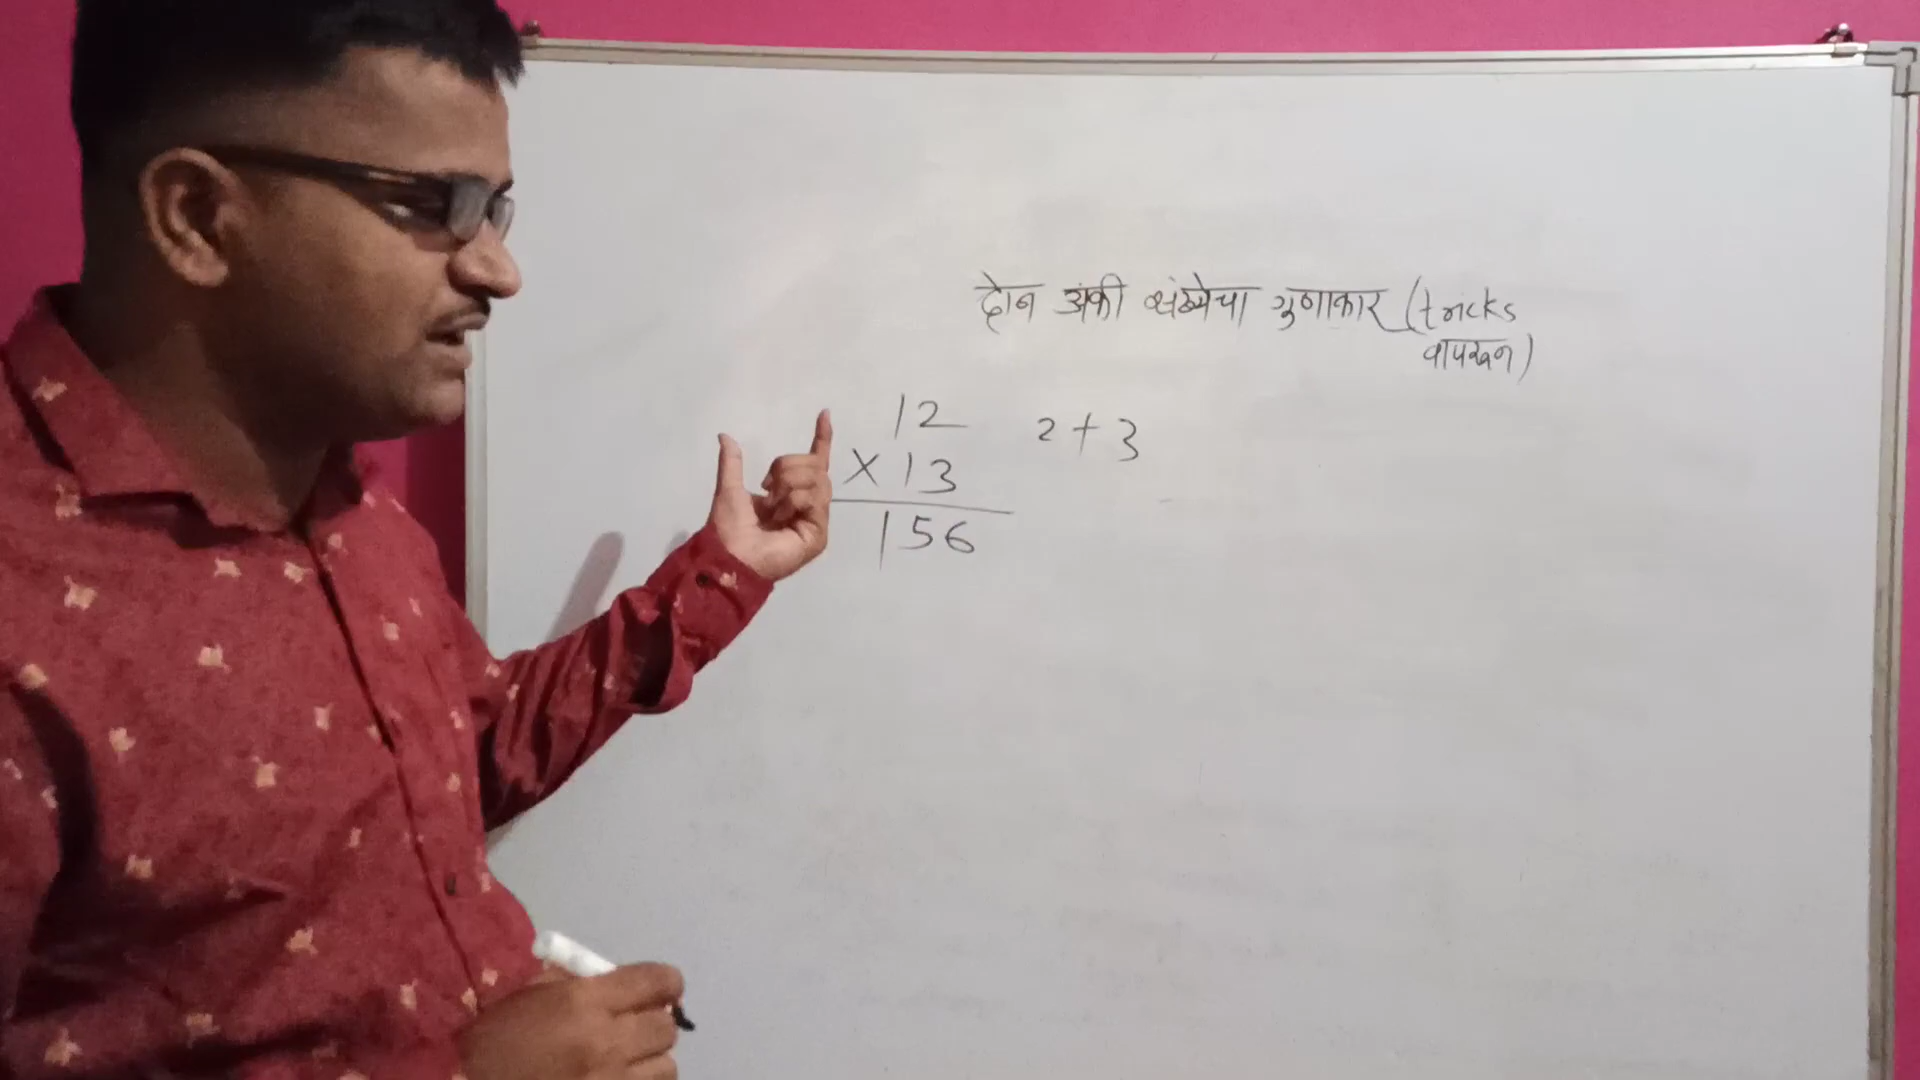 दोन अंकी संख्येचा गुणाकार (tricks
वापरून)
12 2+3
× 13
156